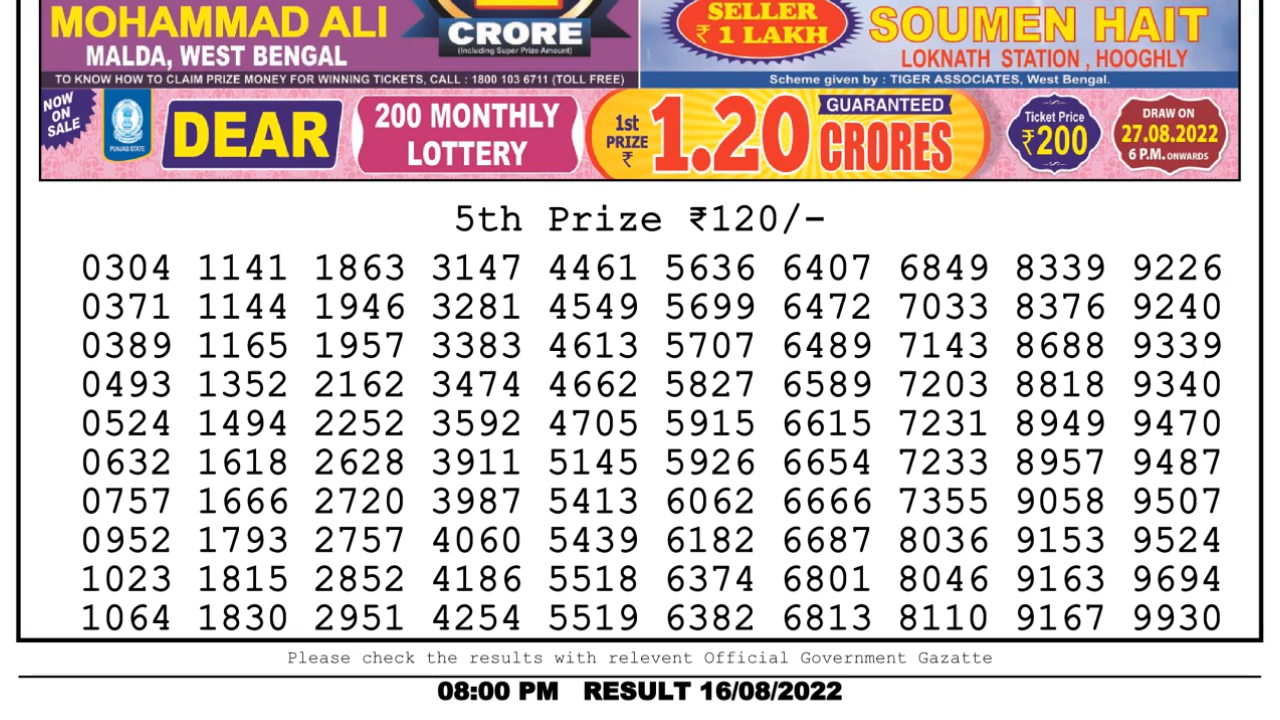 MOHAMMAD ALI
MALDA, WEST BENGAL
CRORE
(Including Super Prize Amount)
TO KNOW HOW TO CLAIM PRIZE MONEY FOR WINNING TICKETS, CALL : 1800 103 6711 (TOLL FREE)
SELLER
₹ 1 LAKH
SOUMEN HAIT
LOKNATH STATION , HOOGHLY
Scheme given by : TIGER ASSOCIATES, West Bengal.
NOW
ON
SALE
PUNJAB STATE
DEAR
200 MONTHLY
LOTTERY
1st
PRIZE
₹
1.20
GUARANTEED
CRORES
Ticket Price
₹200
DRAW ON
27.08.2022
6 P.M. ONWARDS
5th Prize ₹120/-
0304 1141 1863 3147 4461 5636 6407 6849 8339 9226
0371 1144 1946 3281 4549 5699 6472 7033 8376 9240
0389 1165 1957 3383 4613 5707 6489 7143 8688 9339
0493 1352 2162 3474 4662 5827 6589 7203 8818 9340
0524 1494 2252 3592 4705 5915 6615 7231 8949 9470
0632 1618 2628 3911 5145 5926 6654 7233 8957 9487
0757 1666 2720 3987 5413 6062 6666 7355 9058 9507
0952 1793 2757 4060 5439 6182 6687 8036 9153 9524
1023 1815 2852 4186 5518 6374 6801 8046 9163 9694
1064 1830 2951 4254 5519 6382 6813 8110 9167 9930
Please check the results with relevent Official Government Gazatte
08:00 PM RESULT 16/08/2022